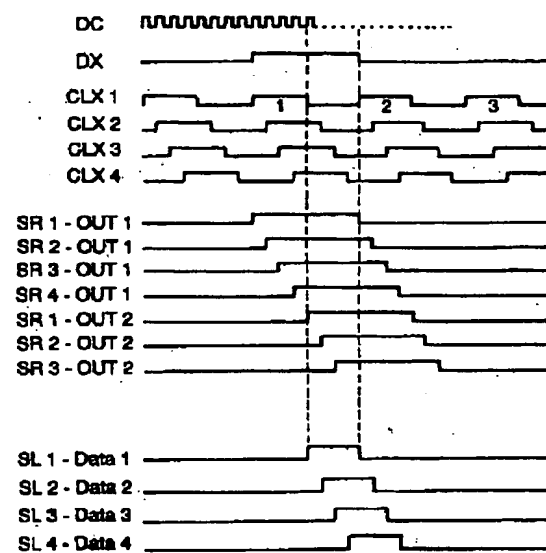 DC
DX
CLX 1
1 2 3
CLX 2
CLX 3
CLX 4
SR 1 - OUT 1
SR 2 - OUT 1
SR 3 - OUT 1
SR 4 - OUT 1
SR 1 - OUT 2
SR 2 - OUT 2
SR 3 - OUT 2
SL 1 - Data 1
SL 2 - Data 2
SL 3 - Data 3
SL 4 - Data 4